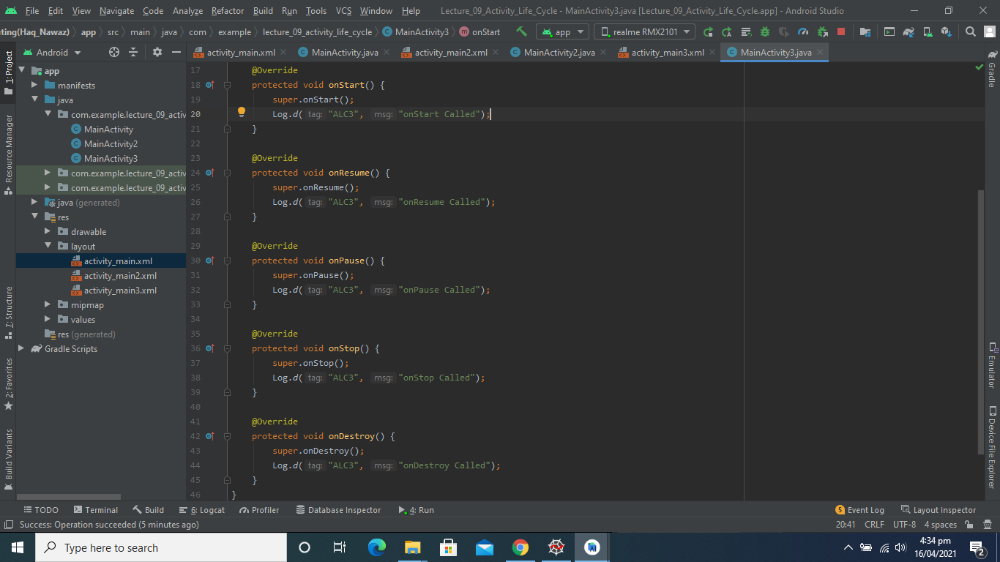 File Edit View Navigate Code Analyze Refactor Build Run Tools VCS Window Help Lecture_09_Activity_Life_Cycle - MainActivity3.java [Lecture_09_Activity_Life_Cycle.app] - Android Studio
ting(Haq_Nawaz) app src main java com example lecture_09_activity_life_cycle MainActivity3 onStart app realme RMX2101
Android activity_main.xml MainActivity.java activity_main2.xml MainActivity2.java activity_main3.xml MainActivity3.java
1: Project
Resource Manager
7: Structure
2: Favorites
Build Variants
app
manifests
java
com.example.lecture_09_activ
MainActivity
MainActivity2
MainActivity3
com.example.lecture_09_activ
com.example.lecture_09_activ
java (generated)
res
drawable
layout
activity_main.xml
activity_main2.xml
activity_main3.xml
mipmap
values
res (generated)
Gradle Scripts
17 @Override
18 protected void onStart() {
19 super.onStart();
20 Log.d( tag: "ALC3", msg: "onStart Called");
21 }
22
23 @Override
24 protected void onResume() {
25 super.onResume();
26 Log.d( tag: "ALC3", msg: "onResume Called");
27 }
28
29 @Override
30 protected void onPause() {
31 super.onPause();
32 Log.d( tag: "ALC3", msg: "onPause Called");
33 }
34
35 @Override
36 protected void onStop() {
37 super.onStop();
38 Log.d( tag: "ALC3", msg: "onStop Called");
39 }
40
41 @Override
42 protected void onDestroy() {
43 super.onDestroy();
44 Log.d( tag: "ALC3", msg: "onDestroy Called");
45 }
46 }
Gradle
Emulator
Device File Explorer
TODO Terminal Build 6: Logcat Profiler Database Inspector 4: Run 5 Event Log Layout Inspector
Success: Operation succeeded (5 minutes ago) 20:41 CRLF UTF-8 4 spaces
Type here to search
4:34 pm
16/04/2021
2